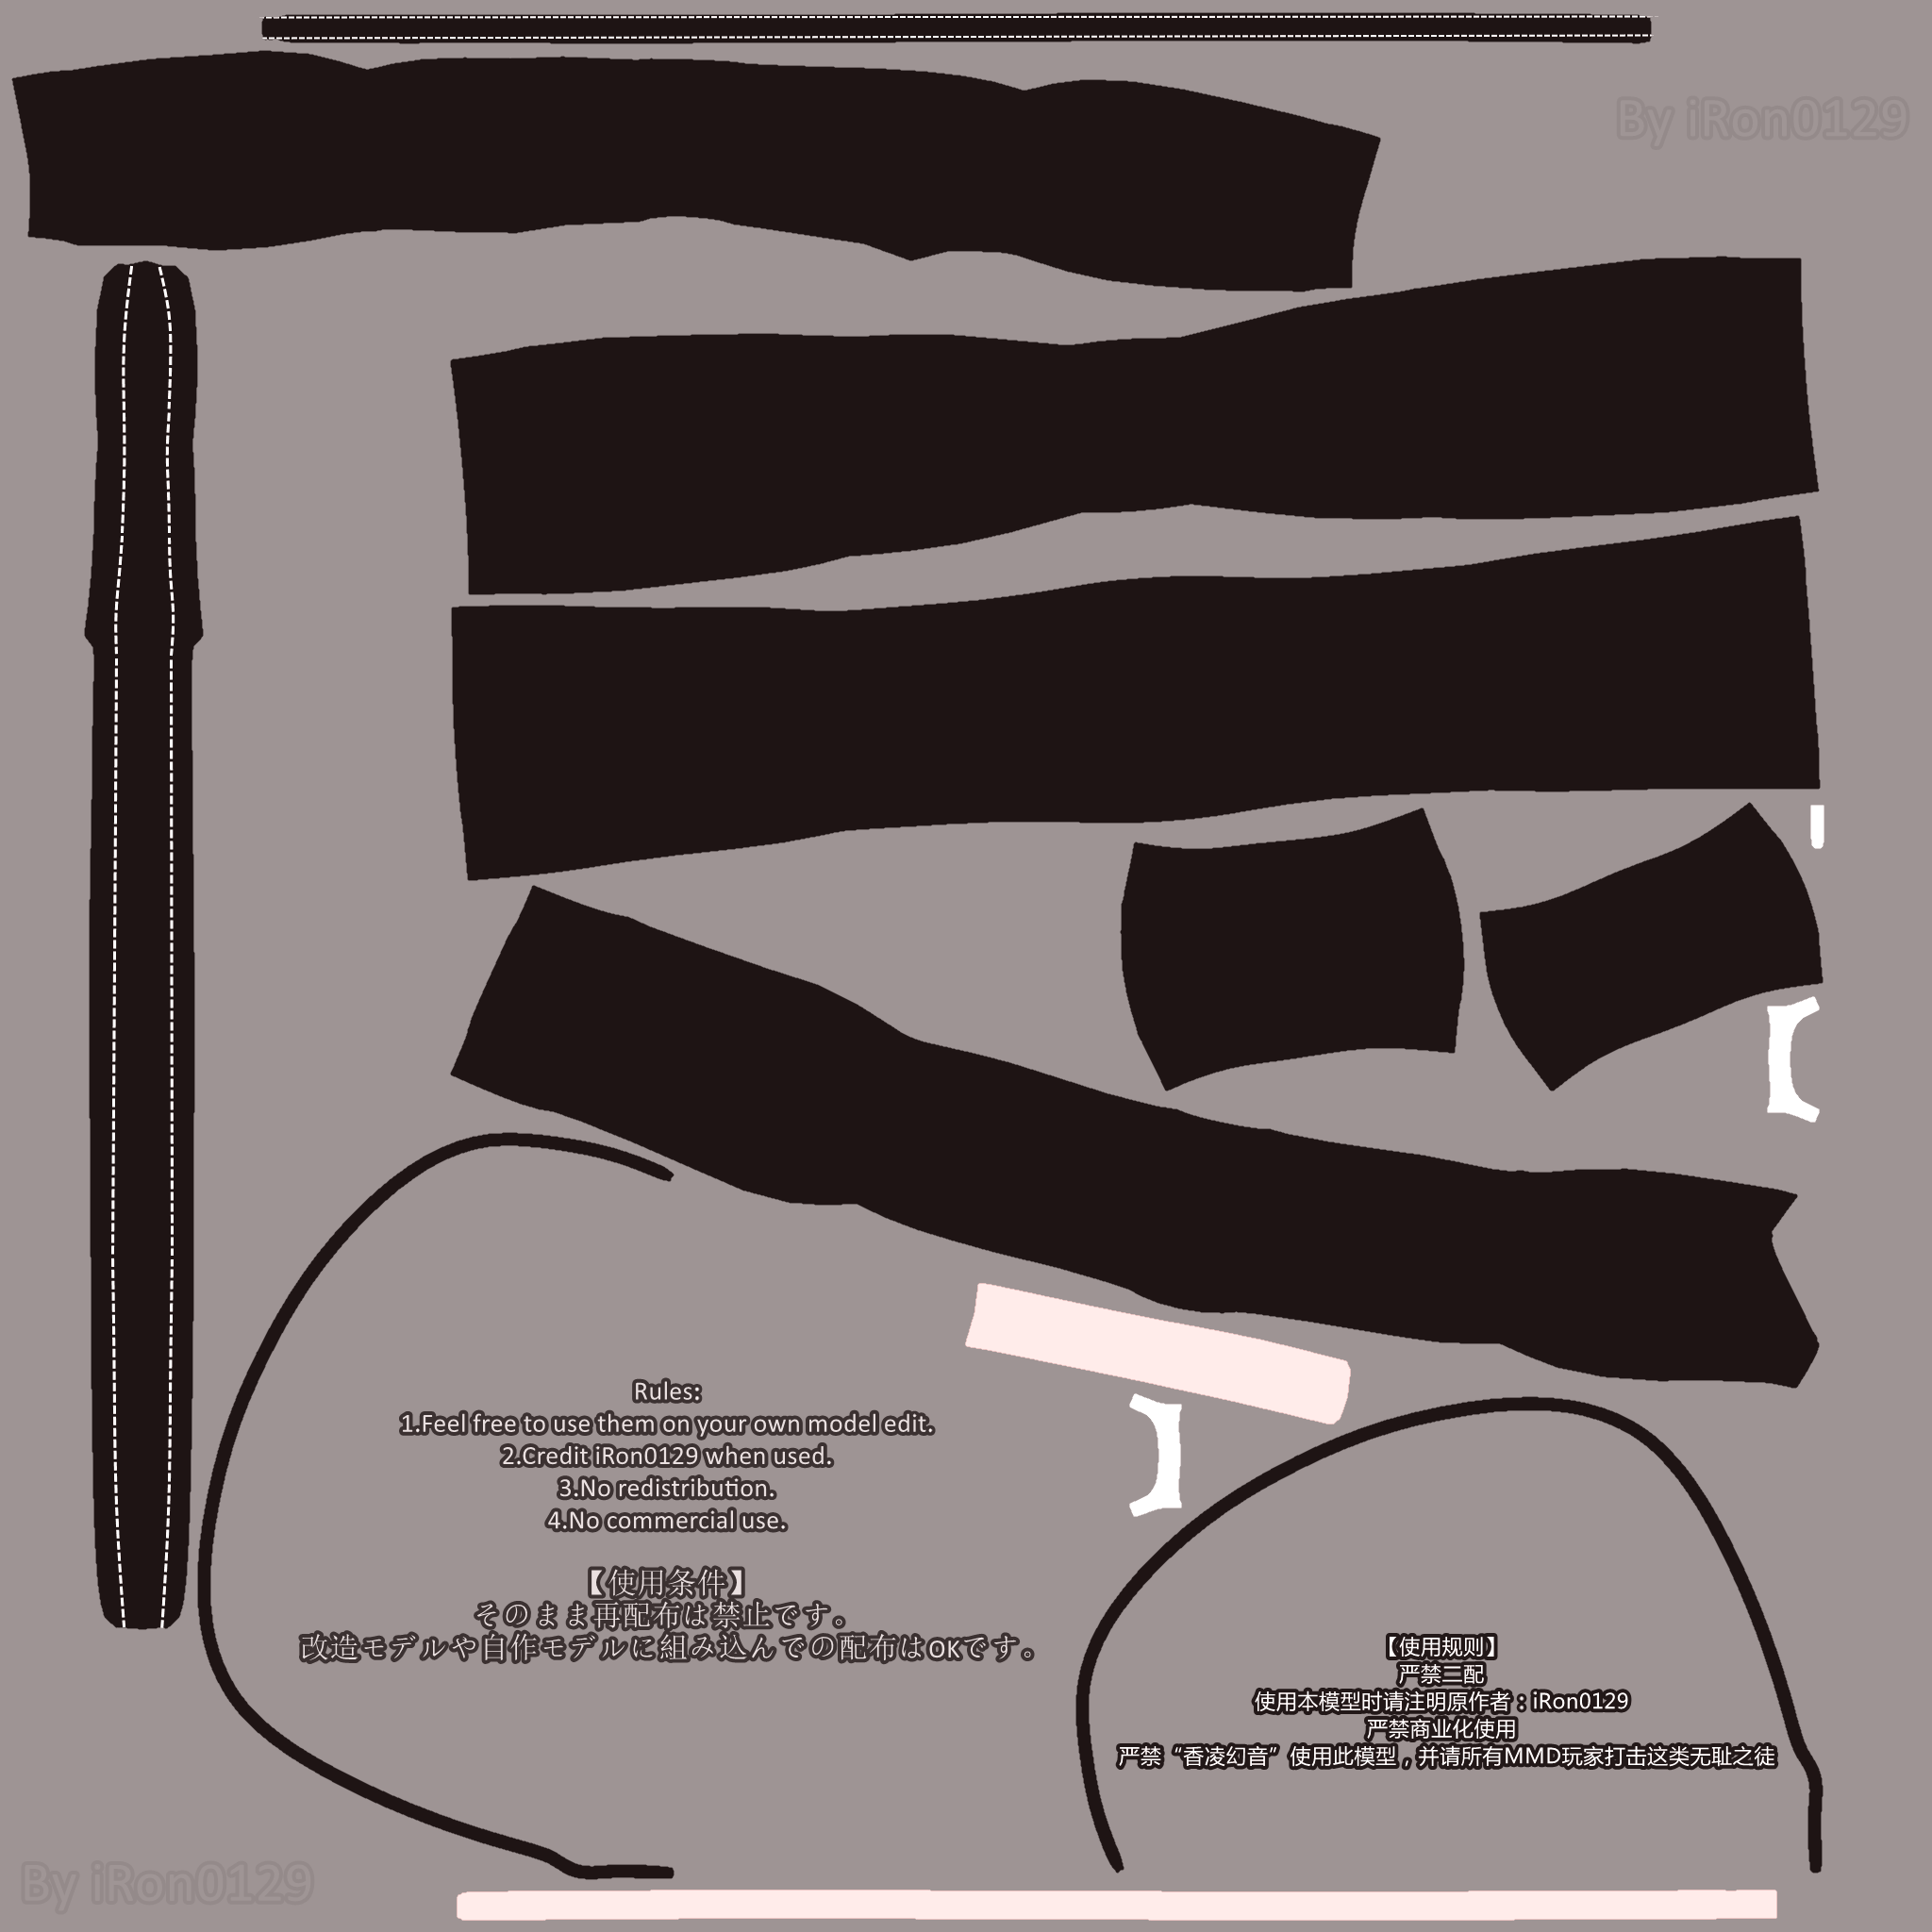 By iRon0129
Rules:
1.Feel free to use them on your own model edit.
2.Credit iRon0129 when used.
3.No redistribution.
4.No commercial use.
【使用条件】
そのまま再配布は禁止です。
改造モデルや自作モデルに組み込んでの配布はOKです。
【使用规则】
严禁二配
使用本模型时请注明原作者：iRon0129
严禁商业化使用
严禁“香凌幻音”使用此模型，并请所有MMD玩家打击这类无耻之徒
By iRon0129